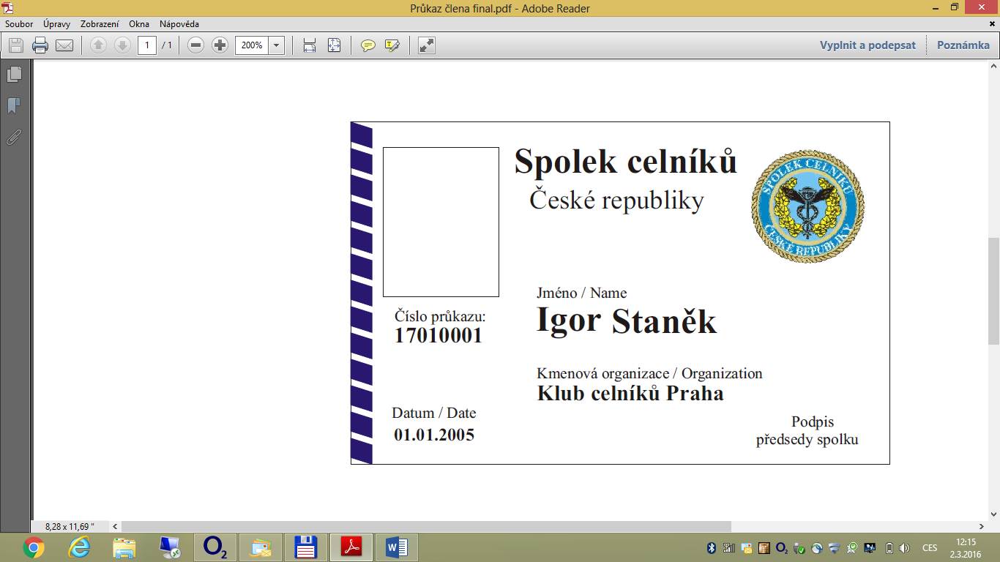 Průkaz člena final.pdf - Adobe Reader
Soubor Úpravy Zobrazení Okna Nápověda
1 / 1 200% Vyplnit a podepsat Poznámka
Spolek celníků
České republiky
SPOLEK CELNÍKŮ
ČESKÉ REPUBLIKY
Jméno / Name
Igor Staněk
Číslo průkazu:
17010001
Kmenová organizace / Organization
Klub celníků Praha
Datum / Date
01.01.2005
Podpis
předsedy spolku
8,28 x 11,69 "
O2
CES
12:15
2.3.2016